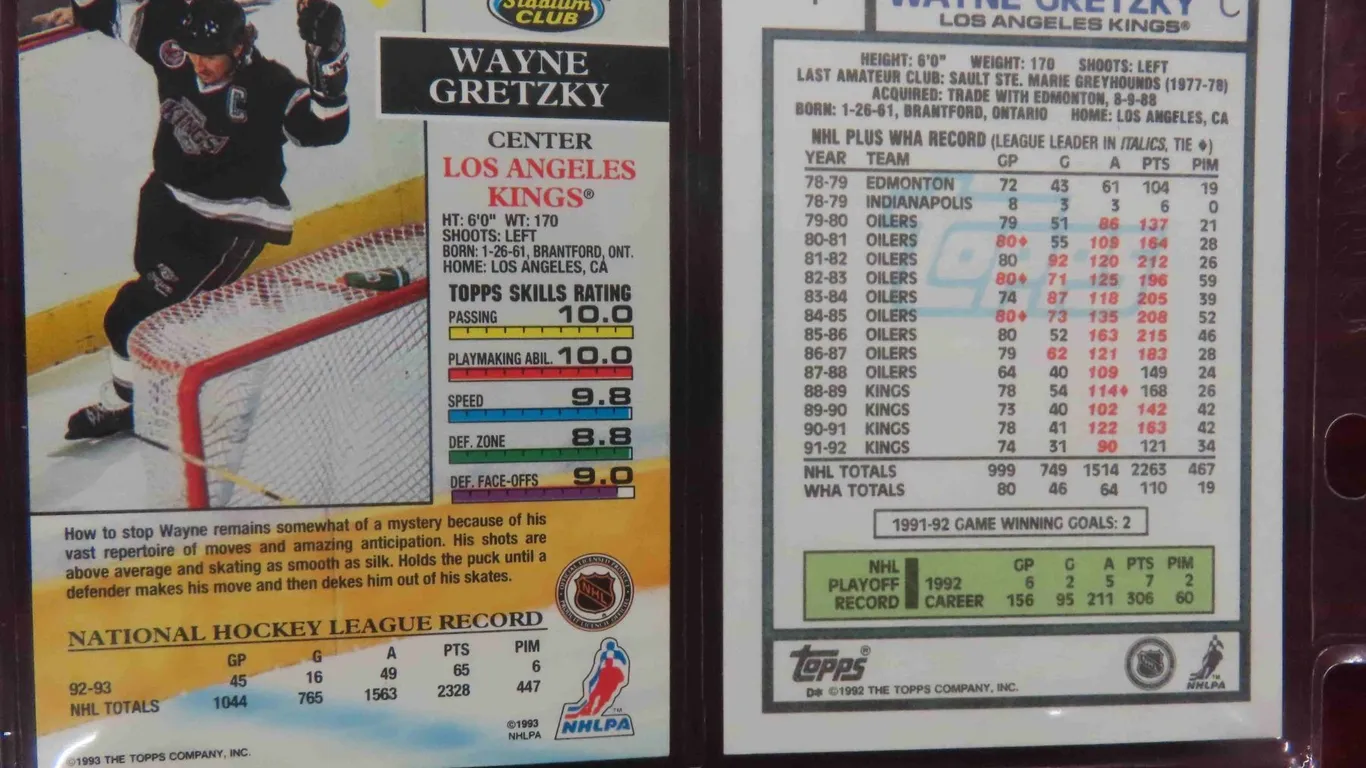 Stadium
CLUB
WAYNE
GRETZKY
CENTER
LOS ANGELES
KINGS®
HT: 6'0" WT: 170
SHOOTS: LEFT
BORN: 1-26-61, BRANTFORD, ONT.
HOME: LOS ANGELES, CA
TOPPS SKILLS RATING
PASSING 10.0
PLAYMAKING ABIL. 10.0
SPEED 9.8
DEF. ZONE 8.8
DEF. FACE-OFFS 9.0
C
KINGS
How to stop Wayne remains somewhat of a mystery because of his
vast repertoire of moves and amazing anticipation. His shots are
above average and skating as smooth as silk. Holds the puck until a
defender makes his move and then dekes him out of his skates.
NHL
NATIONAL HOCKEY LEAGUE RECORD
GP G A PTS PIM
92-93 45 16 49 65 6
NHL TOTALS 1044 765 1563 2328 447
NHLPA
©1993
NHLPA
©1993 THE TOPPS COMPANY, INC.
WAYNE GRETZKY C
LOS ANGELES KINGS®
HEIGHT: 6'0" WEIGHT: 170 SHOOTS: LEFT
LAST AMATEUR CLUB: SAULT STE. MARIE GREYHOUNDS (1977-78)
ACQUIRED: TRADE WITH EDMONTON, 8-9-88
BORN: 1-26-61, BRANTFORD, ONTARIO HOME: LOS ANGELES, CA
NHL PLUS WHA RECORD (LEAGUE LEADER IN ITALICS, TIE ♦)
YEAR TEAM GP G A PTS PIM
78-79 EDMONTON 72 43 61 104 19
78-79 INDIANAPOLIS 8 3 3 6 0
79-80 OILERS 79 51 86 137 21
80-81 OILERS 80♦ 55 109 164 28
81-82 OILERS 80 92 120 212 26
82-83 OILERS 80♦ 71 125 196 59
83-84 OILERS 74 87 118 205 39
84-85 OILERS 80♦ 73 135 208 52
85-86 OILERS 80 52 163 215 46
86-87 OILERS 79 62 121 183 28
87-88 OILERS 64 40 109 149 24
88-89 KINGS 78 54 114♦ 168 26
89-90 KINGS 73 40 102 142 42
90-91 KINGS 78 41 122 163 42
91-92 KINGS 74 31 90 121 34
NHL TOTALS 999 749 1514 2263 467
WHA TOTALS 80 46 64 110 19
1991-92 GAME WINNING GOALS: 2
NHL GP G A PTS PIM
PLAYOFF 1992 6 2 5 7 2
RECORD CAREER 156 95 211 306 60
topps®
D* ©1992 THE TOPPS COMPANY, INC.
NHL
NHLPA